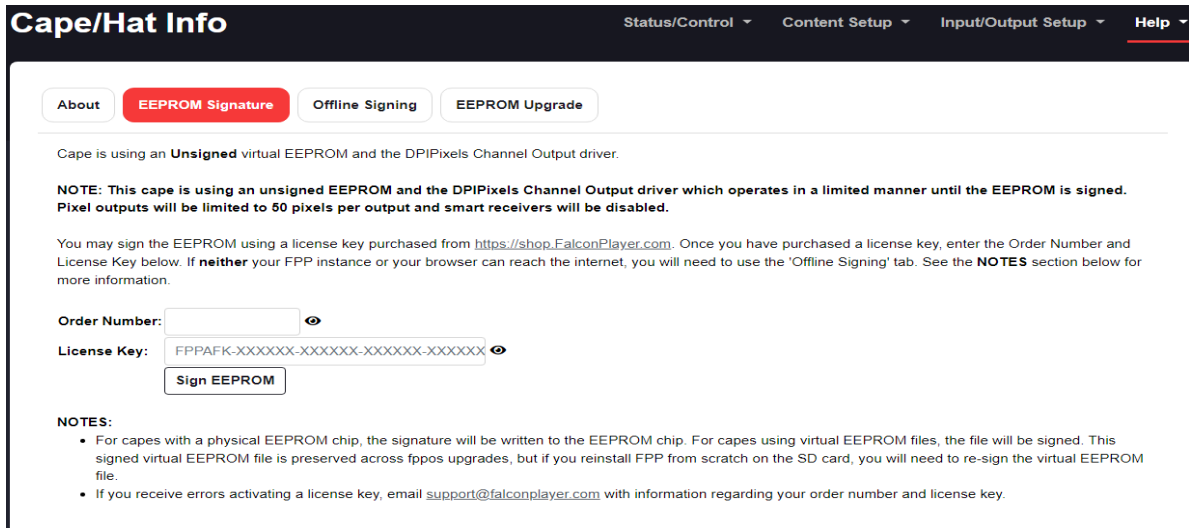 Cape/Hat Info
Status/Control
Content Setup
Input/Output Setup
Help
About
EEPROM Signature
Offline Signing
EEPROM Upgrade
Cape is using an Unsigned virtual EEPROM and the DPIPixels Channel Output driver.
NOTE: This cape is using an unsigned EEPROM and the DPIPixels Channel Output driver which operates in a limited manner until the EEPROM is signed.
Pixel outputs will be limited to 50 pixels per output and smart receivers will be disabled.
You may sign the EEPROM using a license key purchased from https://shop.FalconPlayer.com. Once you have purchased a license key, enter the Order Number and
License Key below. If neither your FPP instance or your browser can reach the internet, you will need to use the 'Offline Signing' tab. See the NOTES section below for
more information.
Order Number:
License Key: FPPAFK-XXXXXX-XXXXXX-XXXXXX-XXXXXX
Sign EEPROM
NOTES:
• For capes with a physical EEPROM chip, the signature will be written to the EEPROM chip. For capes using virtual EEPROM files, the file will be signed. This
signed virtual EEPROM file is preserved across fppos upgrades, but if you reinstall FPP from scratch on the SD card, you will need to re-sign the virtual EEPROM
file.
• If you receive errors activating a license key, email support@falconplayer.com with information regarding your order number and license key.